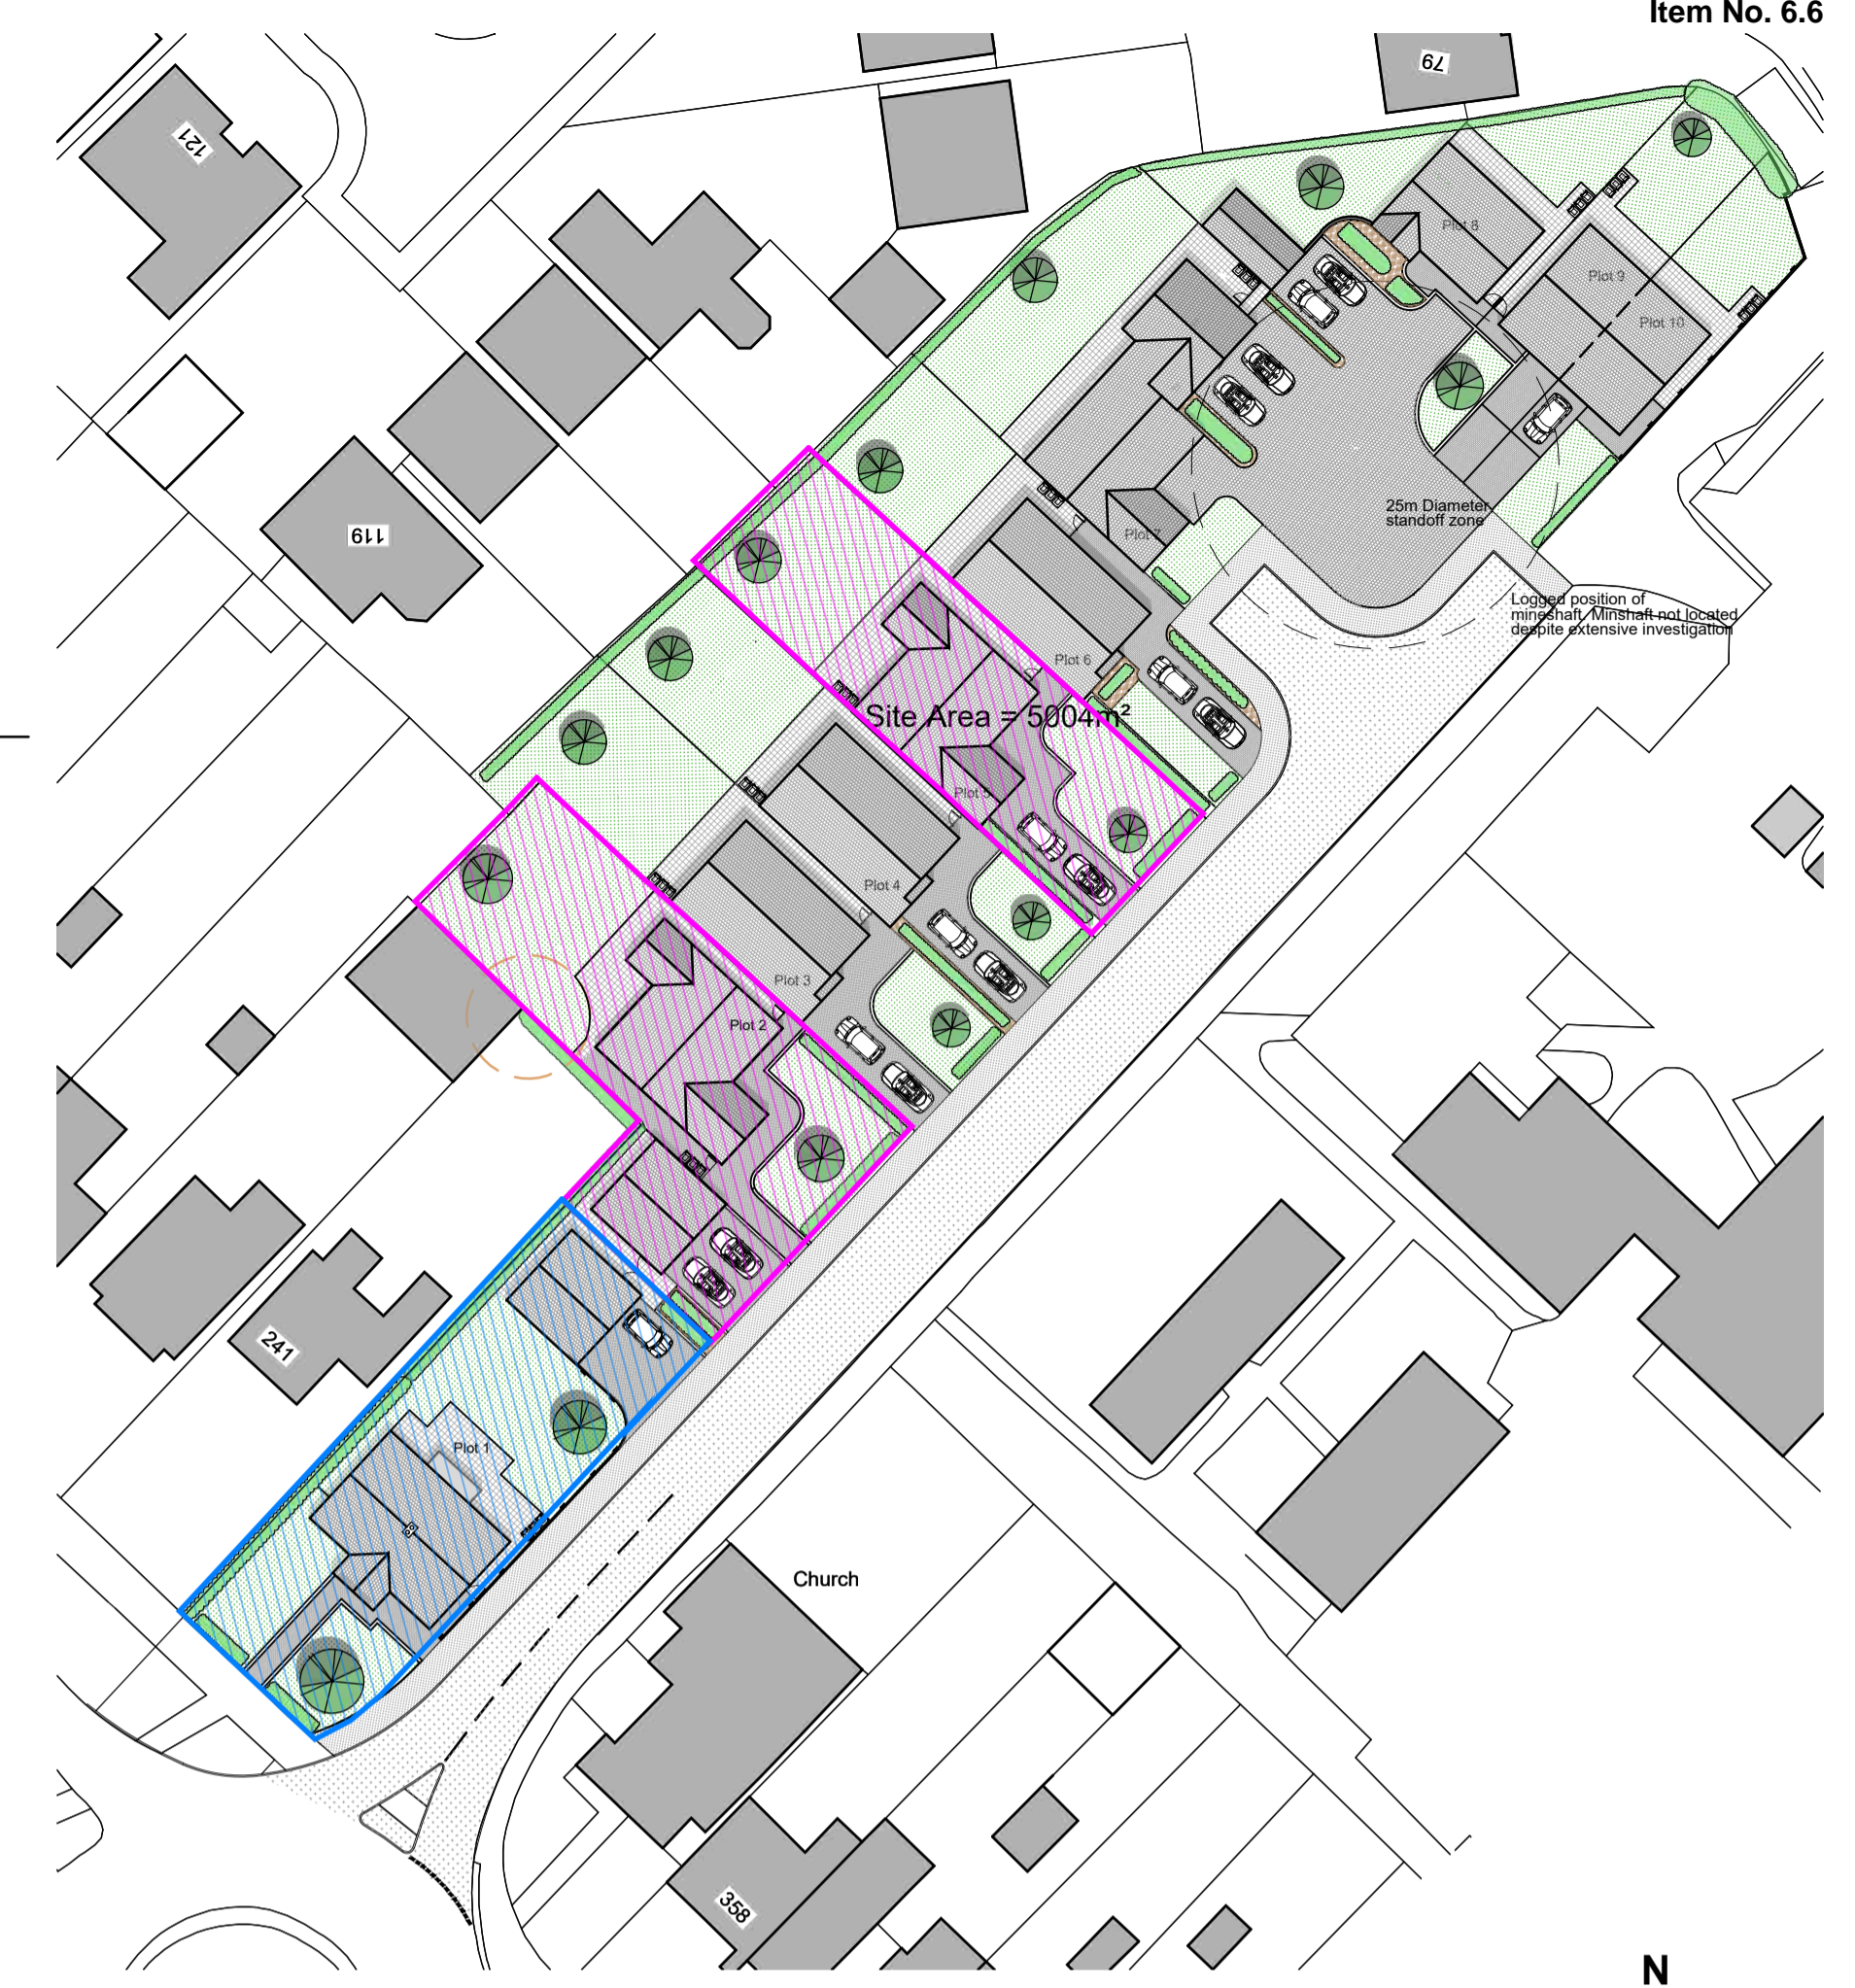 Item No. 6.6
79
121
Plot 8
Plot 9
Plot 10
119
25m Diameter
standoff zone
Plot 7
Logged position of
mineshaft. Minshaft not located
despite extensive investigation
Plot 6
Site Area = 5004m²
Plot 5
Plot 4
Plot 3
Plot 2
241
Plot 1
Church
358
N